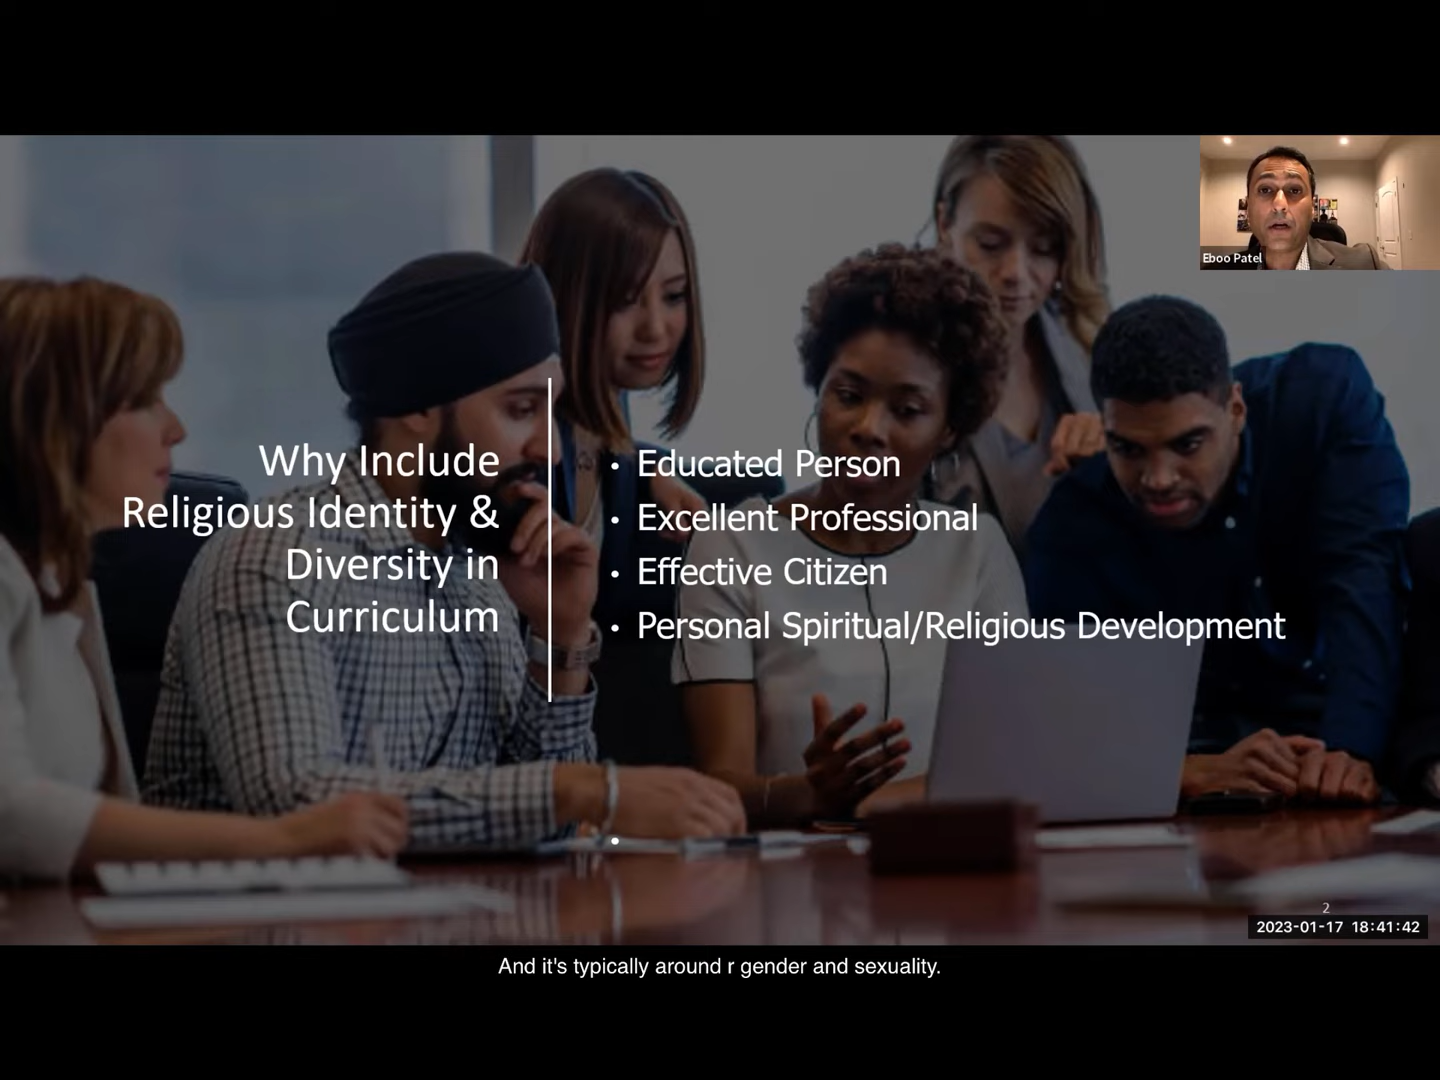 Eboo Patel
Why Include
Religious Identity &
Diversity in
Curriculum
• Educated Person
• Excellent Professional
• Effective Citizen
• Personal Spiritual/Religious Development
•
2
2023-01-17 18:41:42
And it's typically around r gender and sexuality.